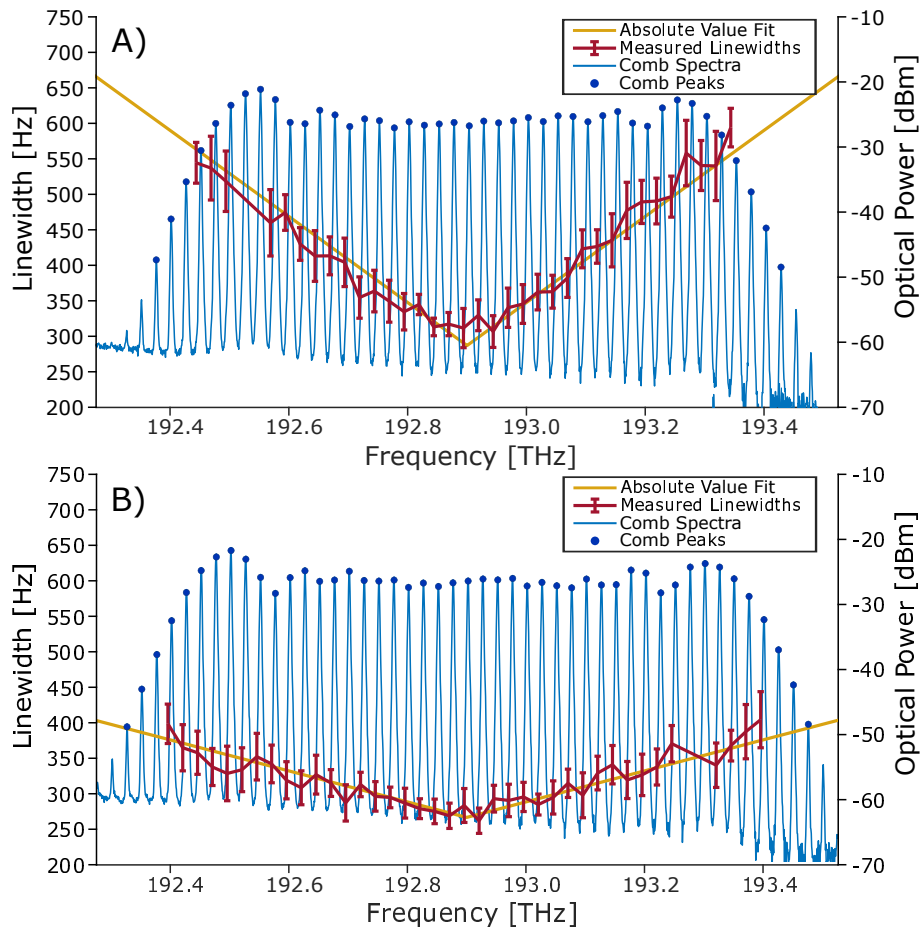 A)
Absolute Value Fit
Measured Linewidths
Comb Spectra
Comb Peaks
Linewidth [Hz]
750
700
650
600
550
500
450
400
350
300
250
200
Optical Power [dBm]
-10
-20
-30
-40
-50
-60
-70
192.4 192.6 192.8 193.0 193.2 193.4
Frequency [THz]
B)
Absolute Value Fit
Measured Linewidths
Comb Spectra
Comb Peaks
Linewidth [Hz]
750
700
650
600
550
500
450
400
350
300
250
200
Optical Power [dBm]
-10
-20
-30
-40
-50
-60
-70
192.4 192.6 192.8 193.0 193.2 193.4
Frequency [THz]